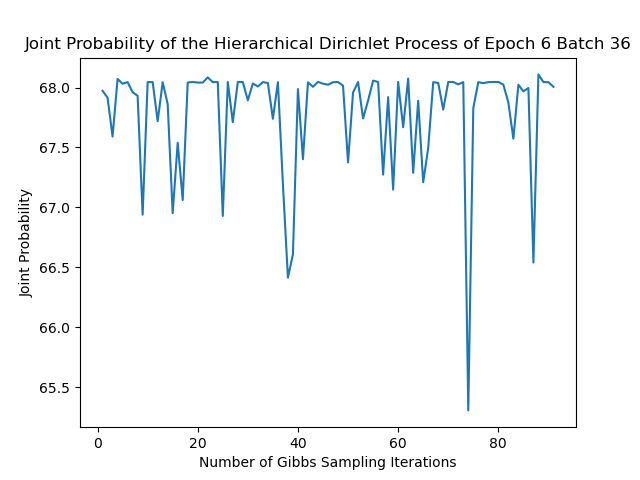 Joint Probability of the Hierarchical Dirichlet Process of Epoch 6 Batch 36
68.0
67.5
67.0
66.5
66.0
65.5
Joint Probability
0 20 40 60 80
Number of Gibbs Sampling Iterations